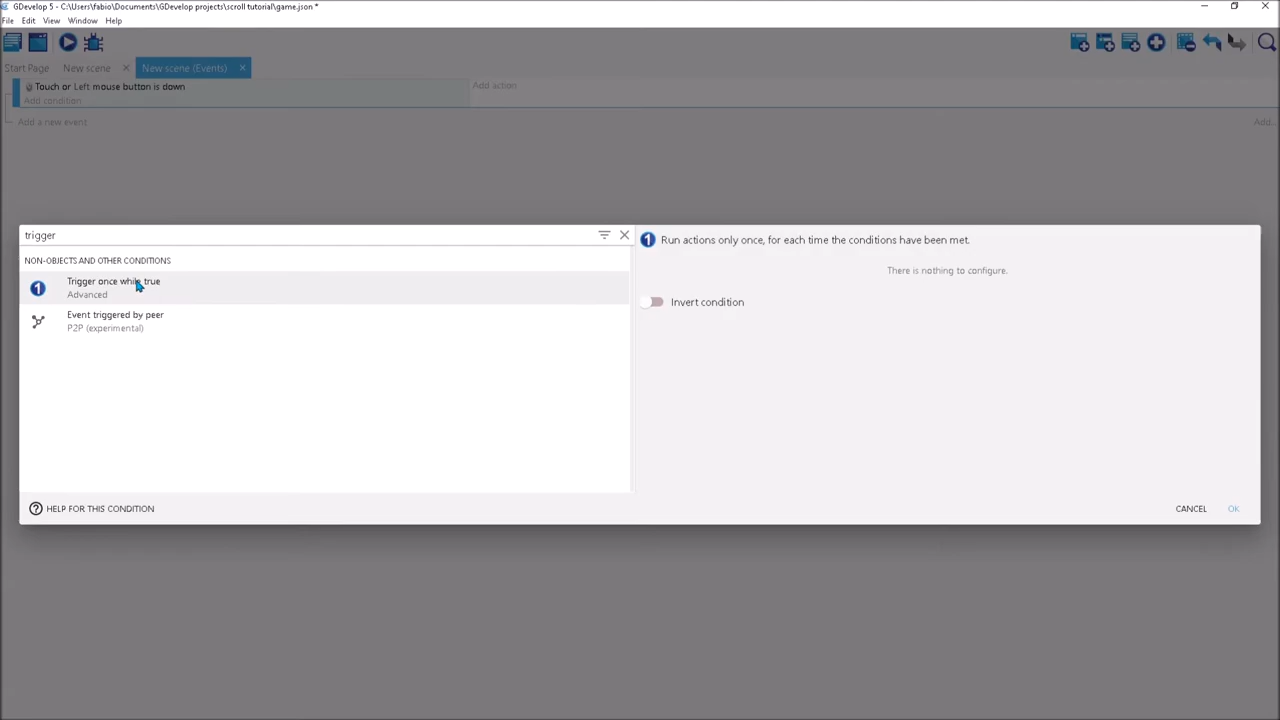 GDevelop 5 - C:\Users\fabio\Documents\GDevelop projects\scroll tutorial\game.json *
File Edit View Window Help
Start Page New scene New scene (Events)
Touch or Left mouse button is down
Add action
Add condition
Add a new event
Add...
trigger
NON-OBJECTS AND OTHER CONDITIONS
Trigger once while true
Advanced
Event triggered by peer
P2P (experimental)
1 Run actions only once, for each time the conditions have been met.
There is nothing to configure.
Invert condition
? HELP FOR THIS CONDITION
CANCEL OK